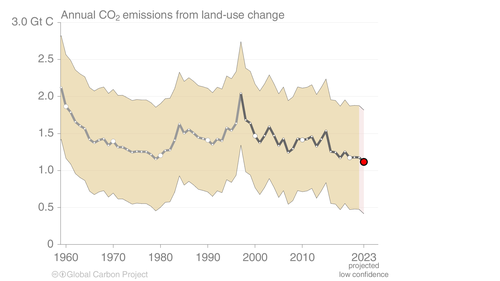 Annual CO₂ emissions from land-use change
3.0 Gt C
2.5
2.0
1.5
1.0
0.5
0
1960 1970 1980 1990 2000 2010 2023
projected
low confidence
Global Carbon Project